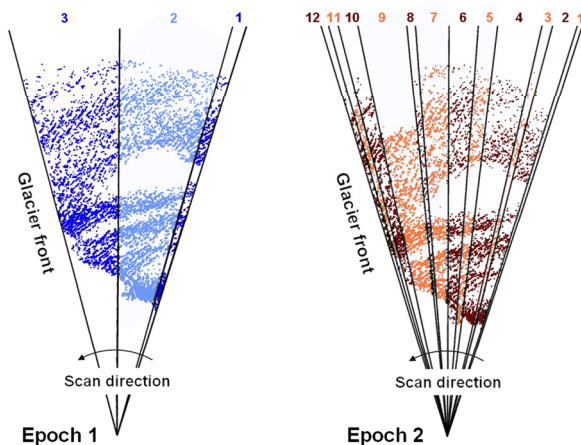 3 2 1
12 11 10 9 8 7 6 5 4 3 2 1
Glacier front
Glacier front
Scan direction
Scan direction
Epoch 1
Epoch 2